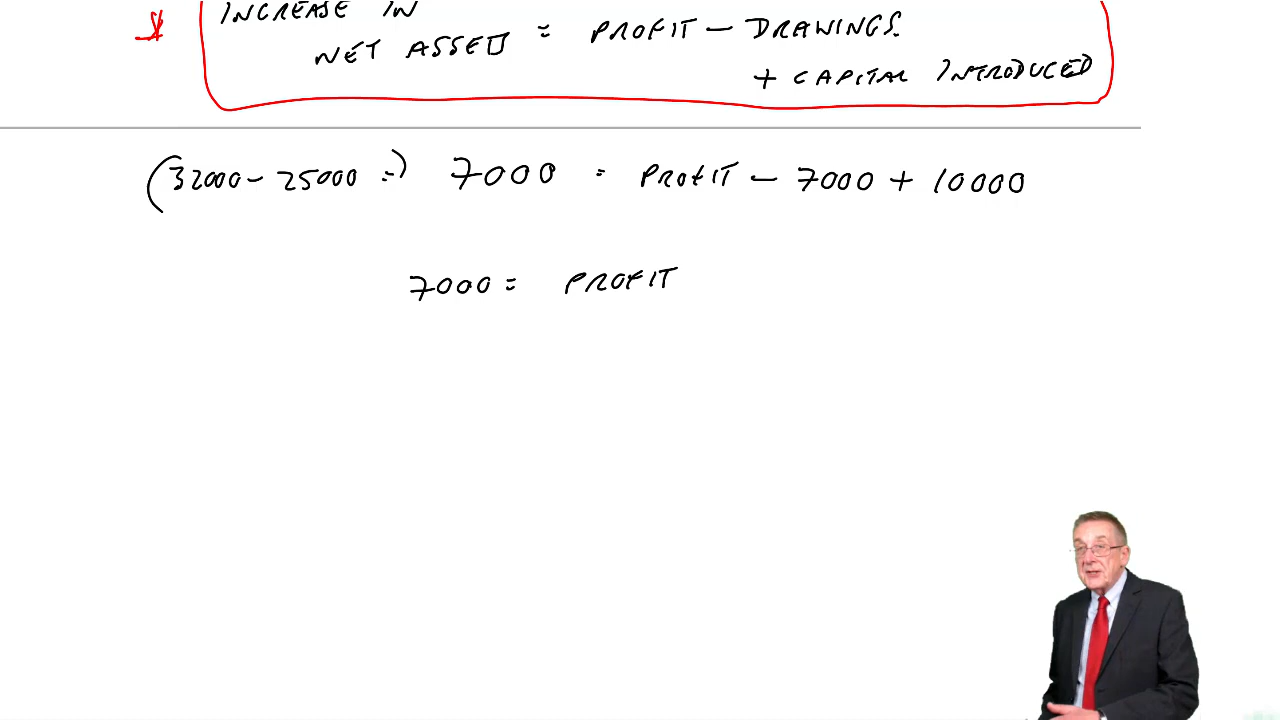 INCREASE IN
NET ASSETS = PROFIT - DRAWINGS.
+ CAPITAL INTRODUCED
(32000 - 25000 =) 7000 = PROFIT - 7000 + 10000
7000 = PROFIT